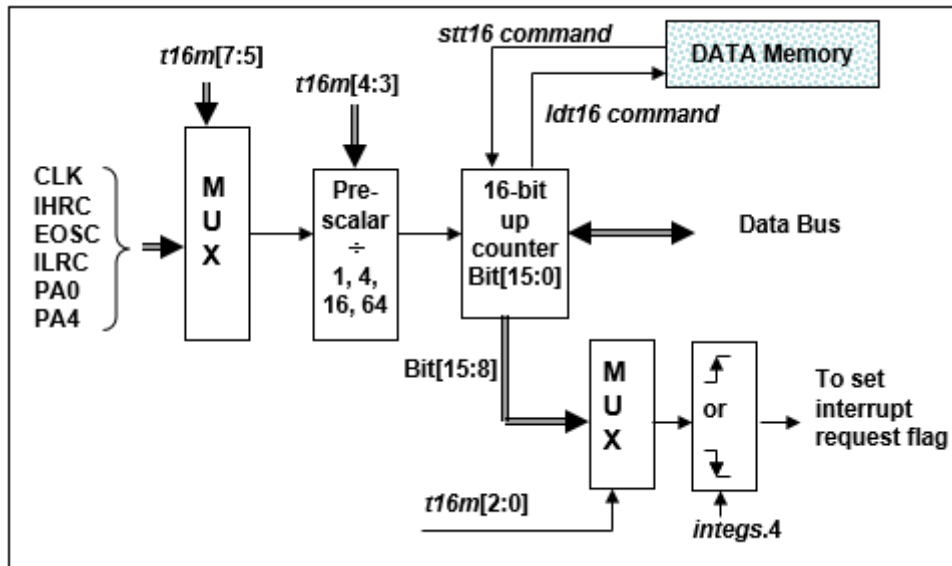 stt16 command
DATA Memory
t16m[7:5]
t16m[4:3]
ldt16 command
CLK
IHRC
EOSC
ILRC
PA0
PA4
M
U
X
Pre-
scalar
÷
1, 4,
16, 64
16-bit
up
counter
Bit[15:0]
Data Bus
Bit[15:8]
M
U
X
or
To set
interrupt
request flag
t16m[2:0]
integs.4